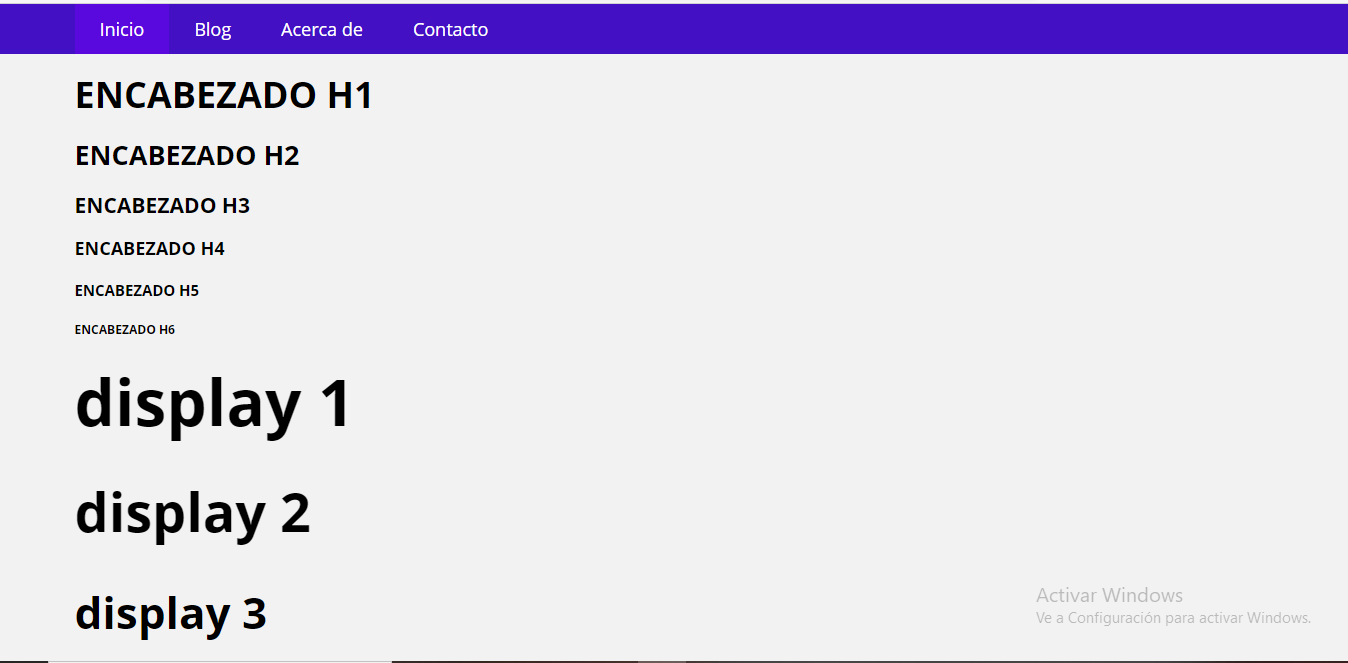 Inicio Blog Acerca de Contacto
ENCABEZADO H1
ENCABEZADO H2
ENCABEZADO H3
ENCABEZADO H4
ENCABEZADO H5
ENCABEZADO H6
display 1
display 2
display 3
Activar Windows
Ve a Configuración para activar Windows.